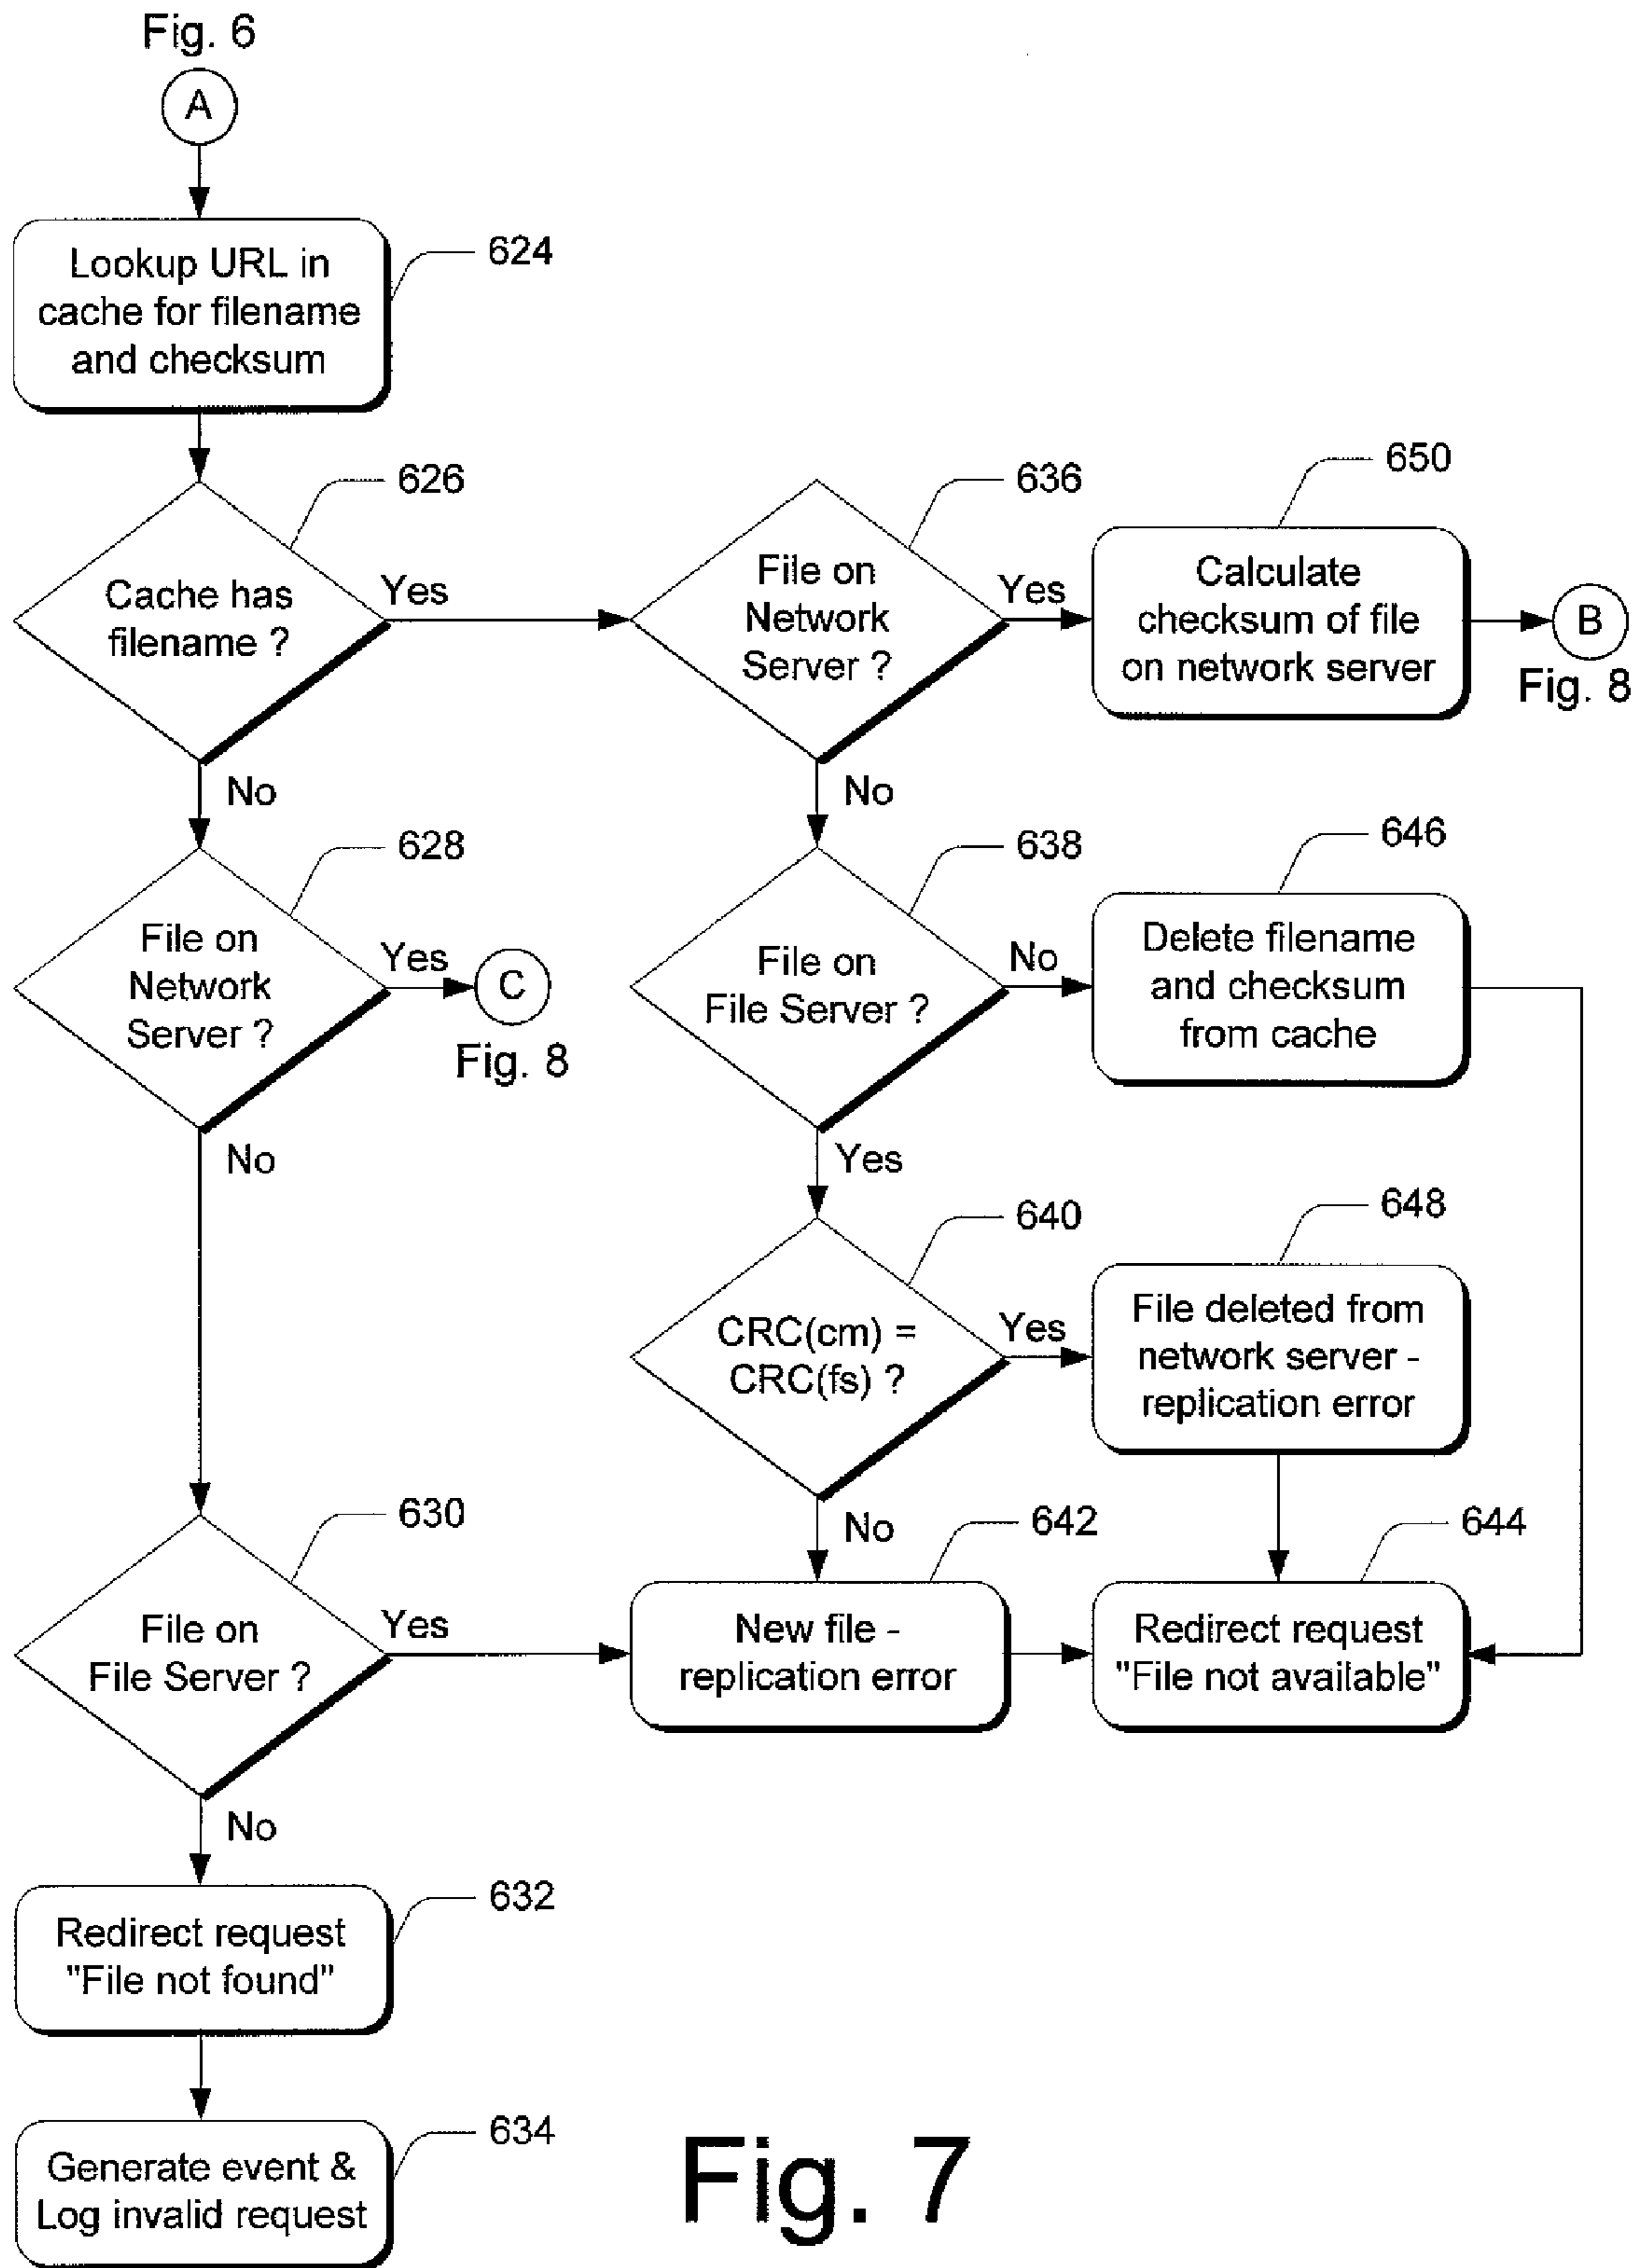 Fig. 6
A
Lookup URL in
cache for filename
and checksum
624
626
Cache has
filename ?
Yes
No
636
File on
Network
Server ?
Yes
No
650
Calculate
checksum of file
on network server
B
Fig. 8
628
File on
Network
Server ?
Yes
No
C
Fig. 8
638
File on
File Server ?
No
Yes
646
Delete filename
and checksum
from cache
640
CRC(cm) =
CRC(fs) ?
Yes
No
648
File deleted from
network server -
replication error
630
File on
File Server ?
Yes
No
642
New file -
replication error
644
Redirect request
"File not available"
632
Redirect request
"File not found"
634
Generate event &
Log invalid request
Fig. 7